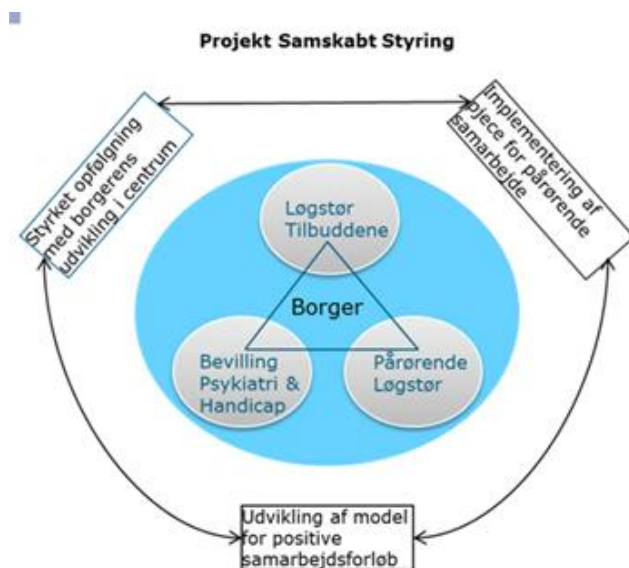 Projekt Samskabt Styring
Styrket opfølgning
med borgerens
udvikling i centrum
Implementering af
pjece for pårørende
samarbejde
Løgstør
Tilbuddene
Borger
Bevilling
Psykiatri &
Handicap
Pårørende
Løgstør
Udvikling af model
for positive
samarbejdsforløb